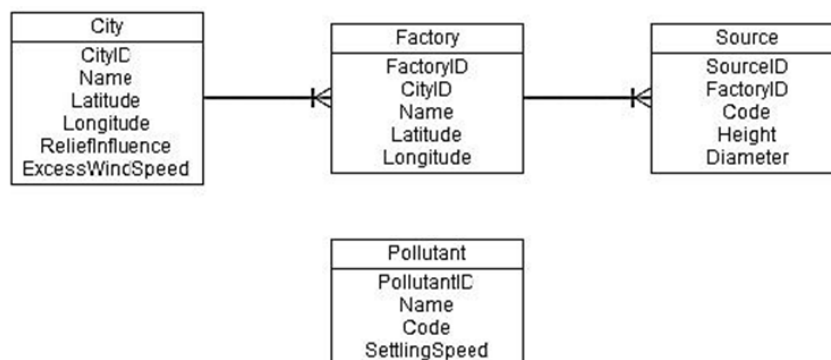 City
CityID
Name
Latitude
Longitude
ReliefInfluence
ExcessWindSpeed
Factory
FactoryID
CityID
Name
Latitude
Longitude
Source
SourceID
FactoryID
Code
Height
Diameter
Pollutant
PollutantID
Name
Code
SettlingSpeed